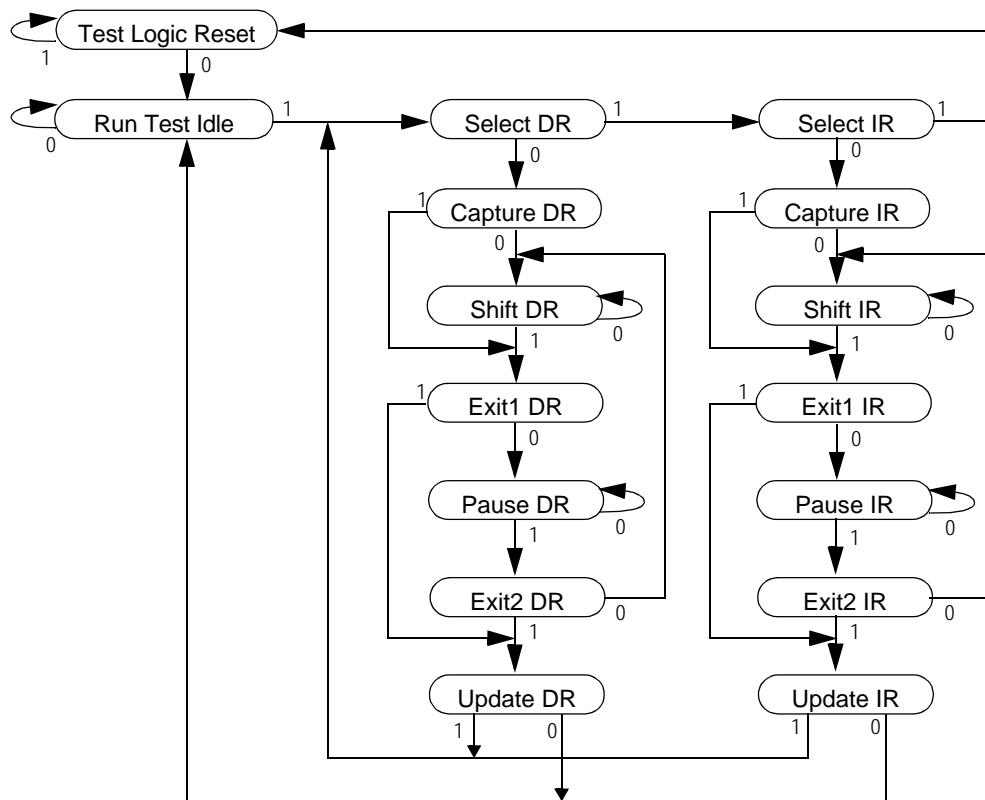 Test Logic Reset
1
0
Run Test Idle
0
1
Select DR
1
0
Select IR
1
0
Capture DR
1
0
Capture IR
1
0
Shift DR
0
1
Shift IR
0
1
Exit1 DR
1
0
Exit1 IR
1
0
Pause DR
0
1
Pause IR
0
1
Exit2 DR
0
1
Exit2 IR
0
1
Update DR
1
0
Update IR
1
0